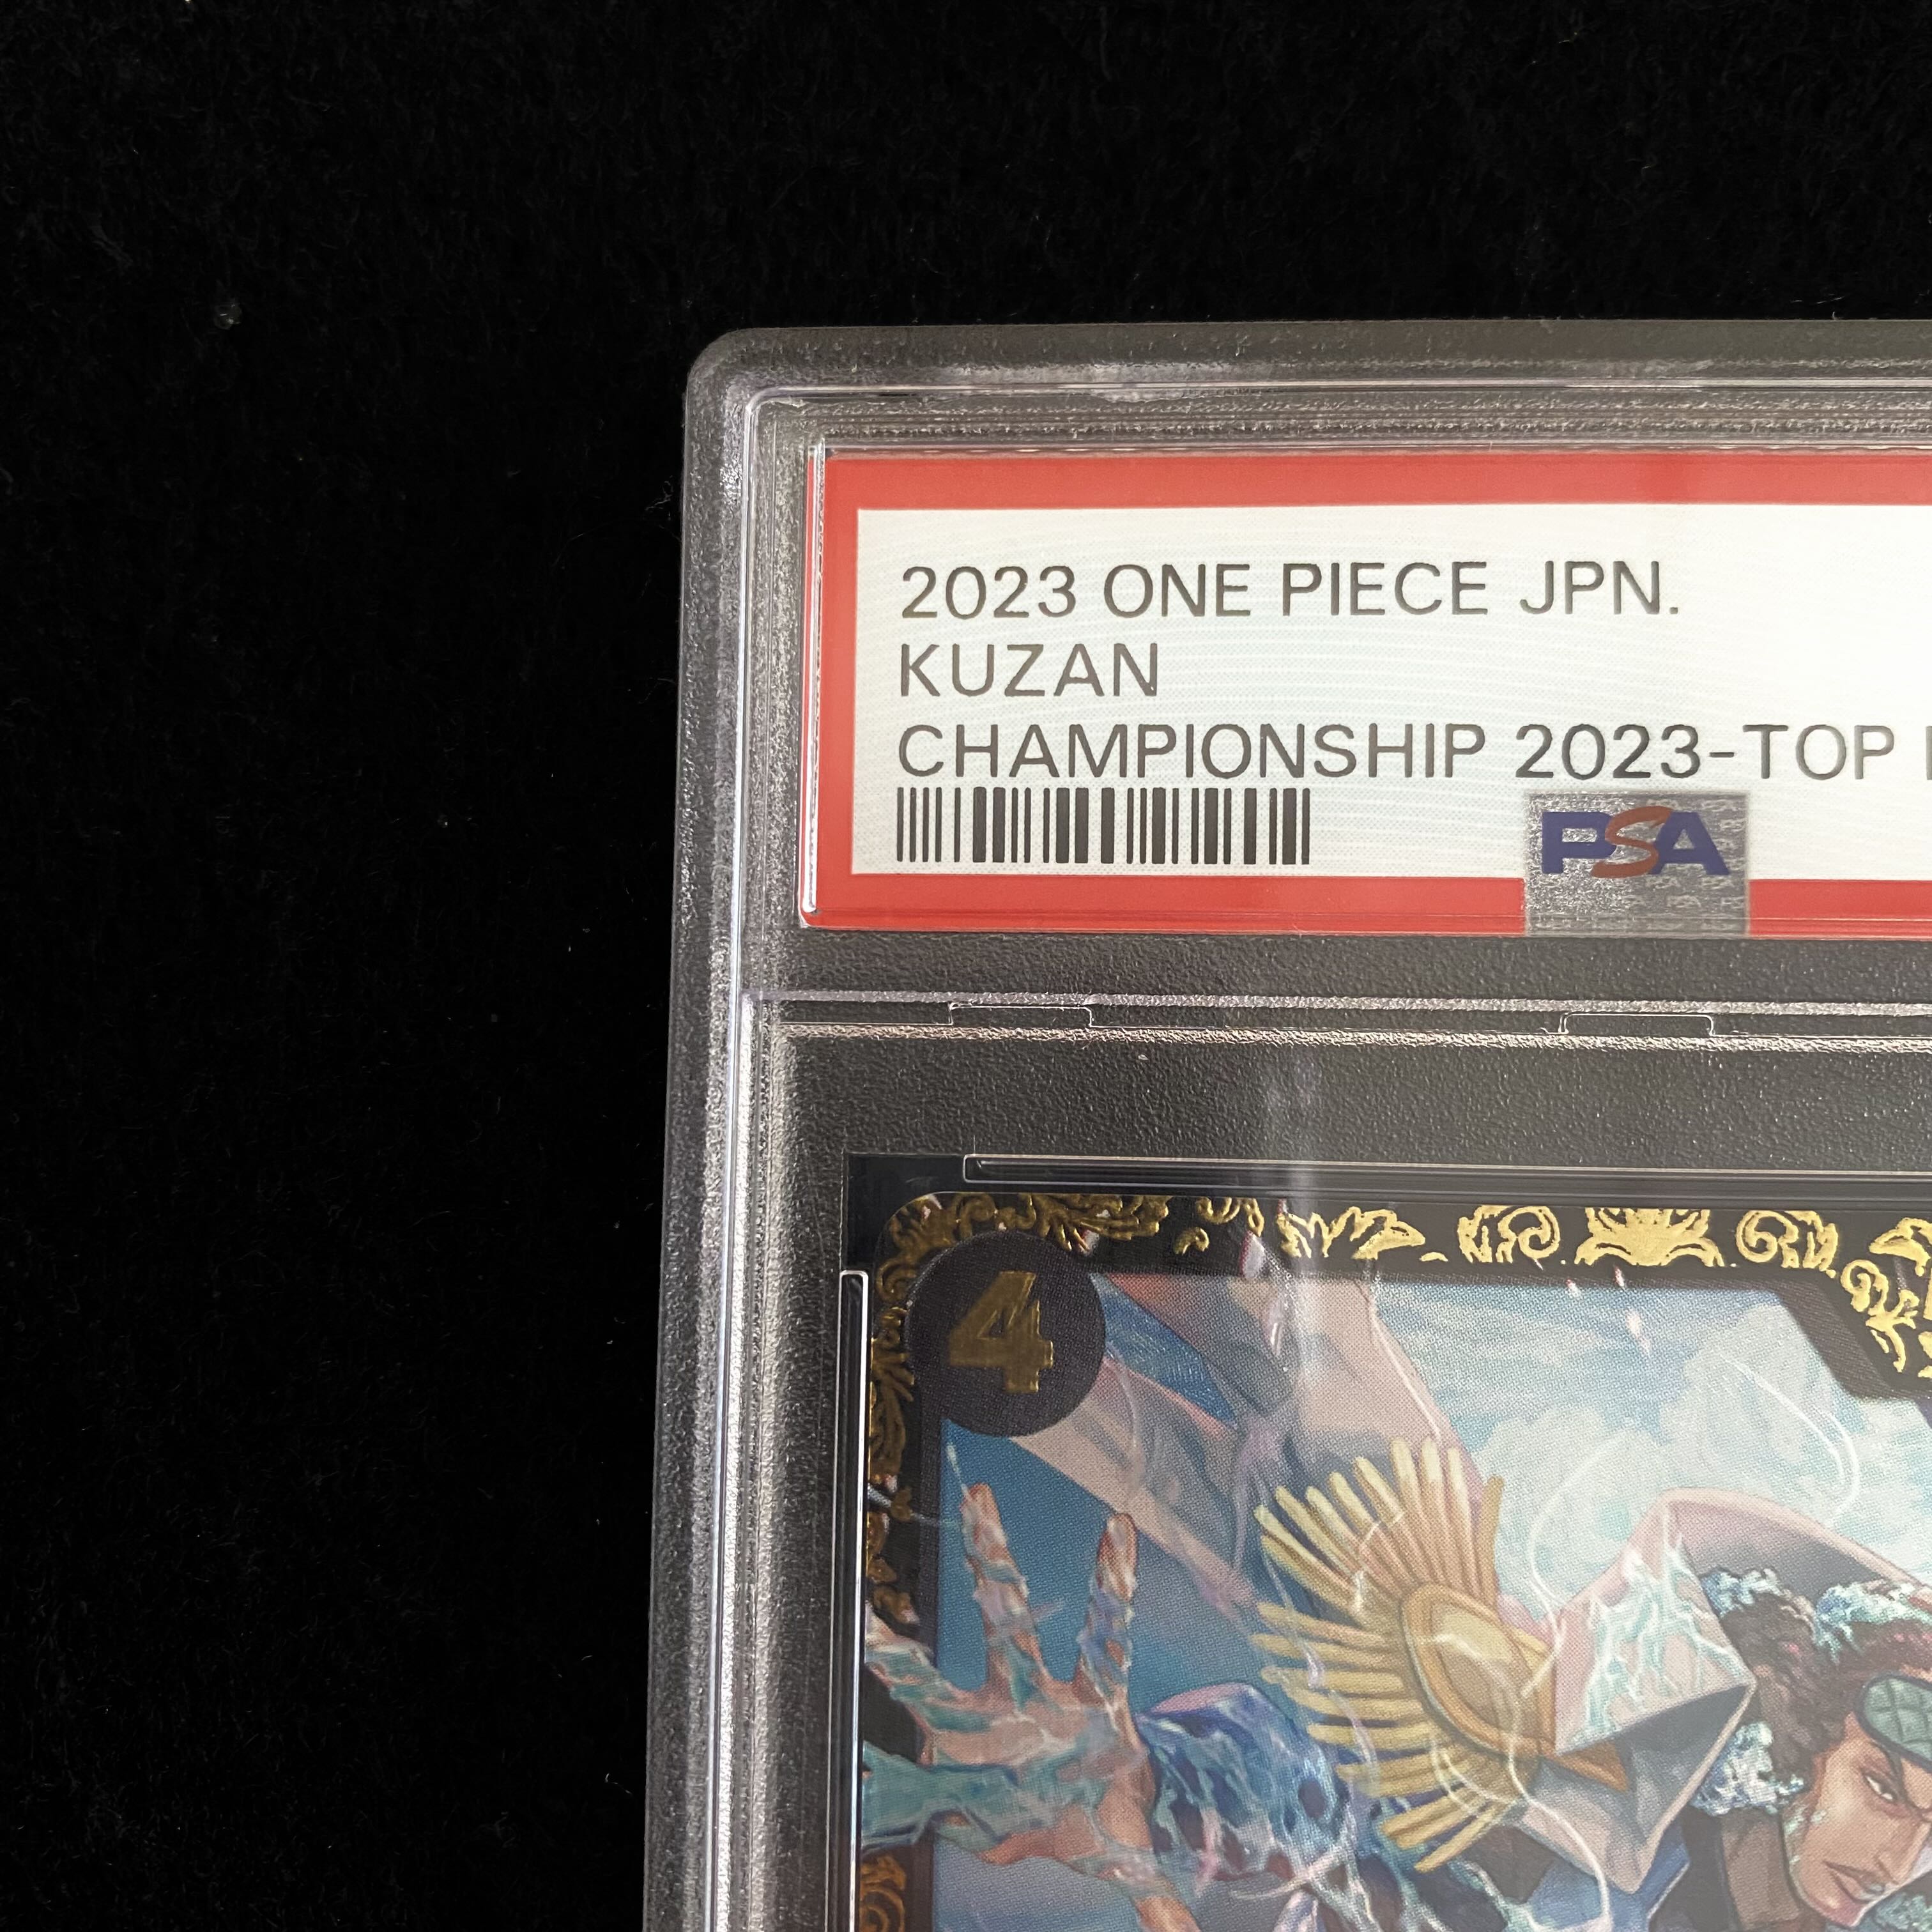 2023 ONE PIECE JPN.
KUZAN
CHAMPIONSHIP 2023-TOP
PSA
4